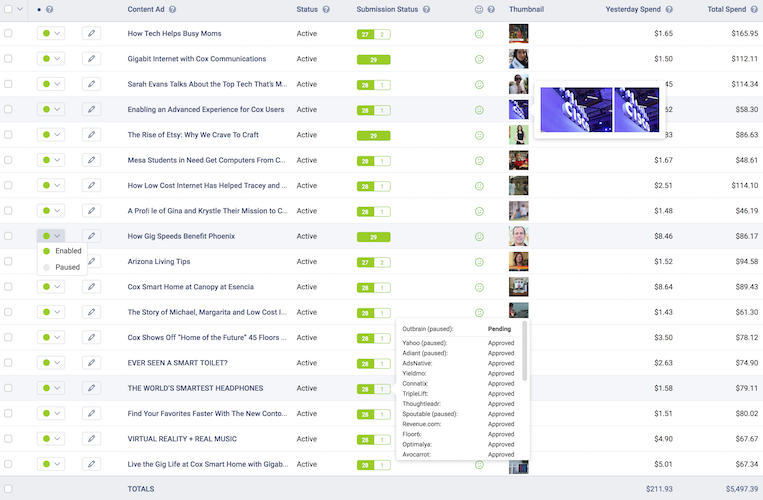 Content Ad Status Submission Status Thumbnail Yesterday Spend Total Spend
How Tech Helps Busy Moms Active 27 2 $1.65 $165.95
Gigabit Internet with Cox Communications Active 29 $1.50 $112.11
Sarah Evans Talks About the Top Tech That's M... Active 28 1 45 $114.34
Enabling an Advanced Experience for Cox Users Active 28 1 52 $58.30
The Rise of Etsy: Why We Crave To Craft Active 29 33 $86.63
Mesa Students in Need Get Computers From C... Active 28 1 $1.67 $48.61
How Low Cost Internet Has Helped Tracey and ... Active 28 1 $2.51 $114.10
A Profile of Gina and Krystle Their Mission to C... Active 28 1 $1.48 $46.19
How Gig Speeds Benefit Phoenix Active 29 $8.46 $86.17
Enabled
Paused
Arizona Living Tips Active 27 2 $1.52 $94.58
Cox Smart Home at Canopy at Esencia Active 28 1 $8.64 $89.43
The Story of Michael, Margarita and Low Cost I... Active 28 1 $1.43 $61.30
Cox Shows Off “Home of the Future” 45 Floors ... Active 28 1 $3.50 $78.12
EVER SEEN A SMART TOILET? Active 28 1 $2.63 $74.90
THE WORLD'S SMARTEST HEADPHONES Active 28 1 $1.58 $79.11
Find Your Favorites Faster With The New Conto... Active 28 1 $1.51 $80.02
VIRTUAL REALITY + REAL MUSIC Active 28 1 $4.90 $67.67
Live the Gig Life at Cox Smart Home with Gigab... Active 28 1 $5.01 $67.34
Outbrain (paused): Pending
Yahoo (paused): Approved
Adiant (paused): Approved
AdsNative: Approved
Yieldmo: Approved
Connatix: Approved
TripleLift: Approved
Thoughtleadr: Approved
Spoutable (paused): Approved
Revenue.com: Approved
Floor6: Approved
Optimalya: Approved
Avocarrot: Approved
TOTALS $211.93 $5,497.39